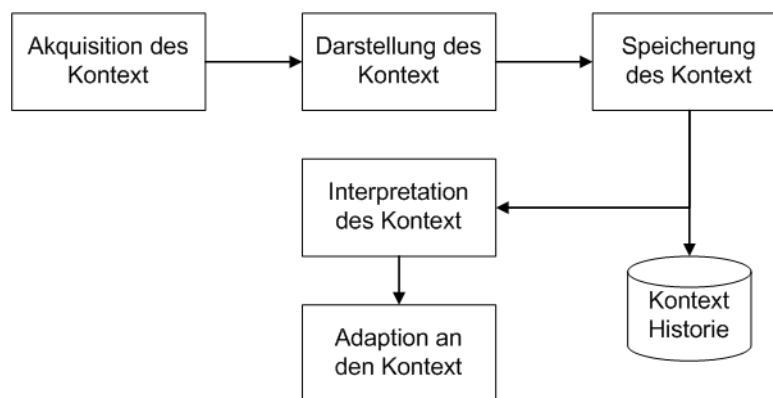 Akquisition des
Kontext
Darstellung des
Kontext
Speicherung
des Kontext
Interpretation
des Kontext
Kontext
Historie
Adaption an
den Kontext